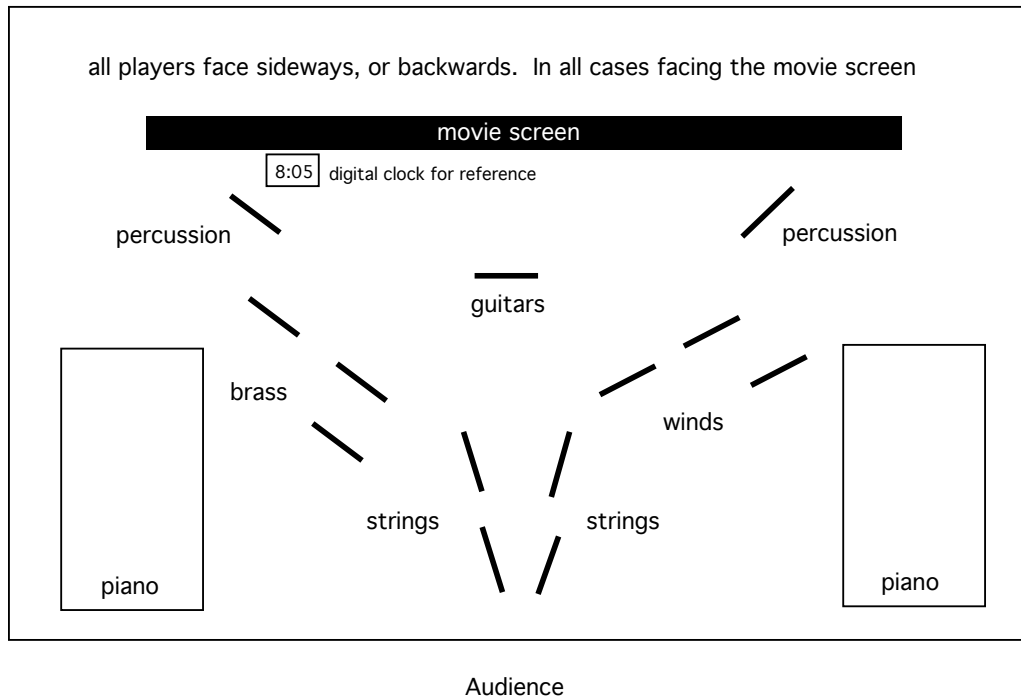 all players face sideways, or backwards.  In all cases facing the movie screen
movie screen
8:05 digital clock for reference
percussion
percussion
guitars
brass
winds
strings
strings
piano
piano
Audience